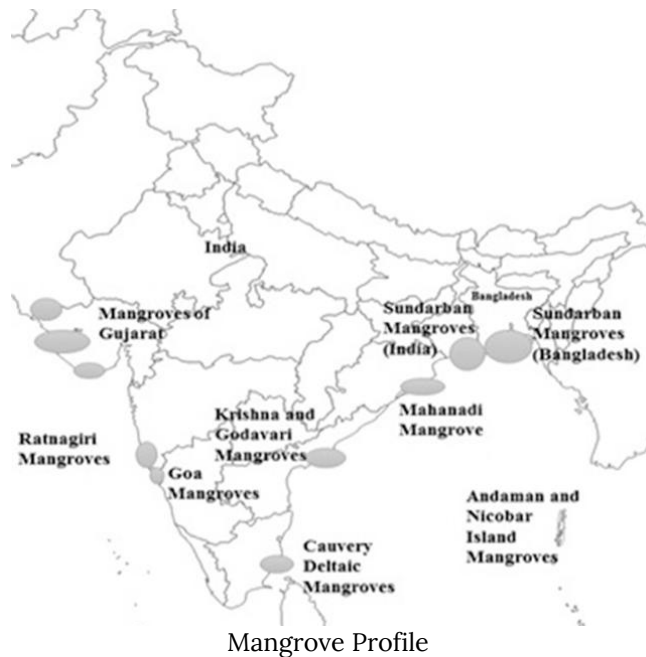 India
Mangroves of
Gujarat
Bangladesh
Sundarban
Mangroves
(India)
Sundarban
Mangroves
(Bangladesh)
Mahanadi
Mangrove
Krishna and
Godavari
Mangroves
Ratnagiri
Mangroves
Goa
Mangroves
Andaman and
Nicobar
Island
Mangroves
Cauvery
Deltaic
Mangroves
Mangrove Profile